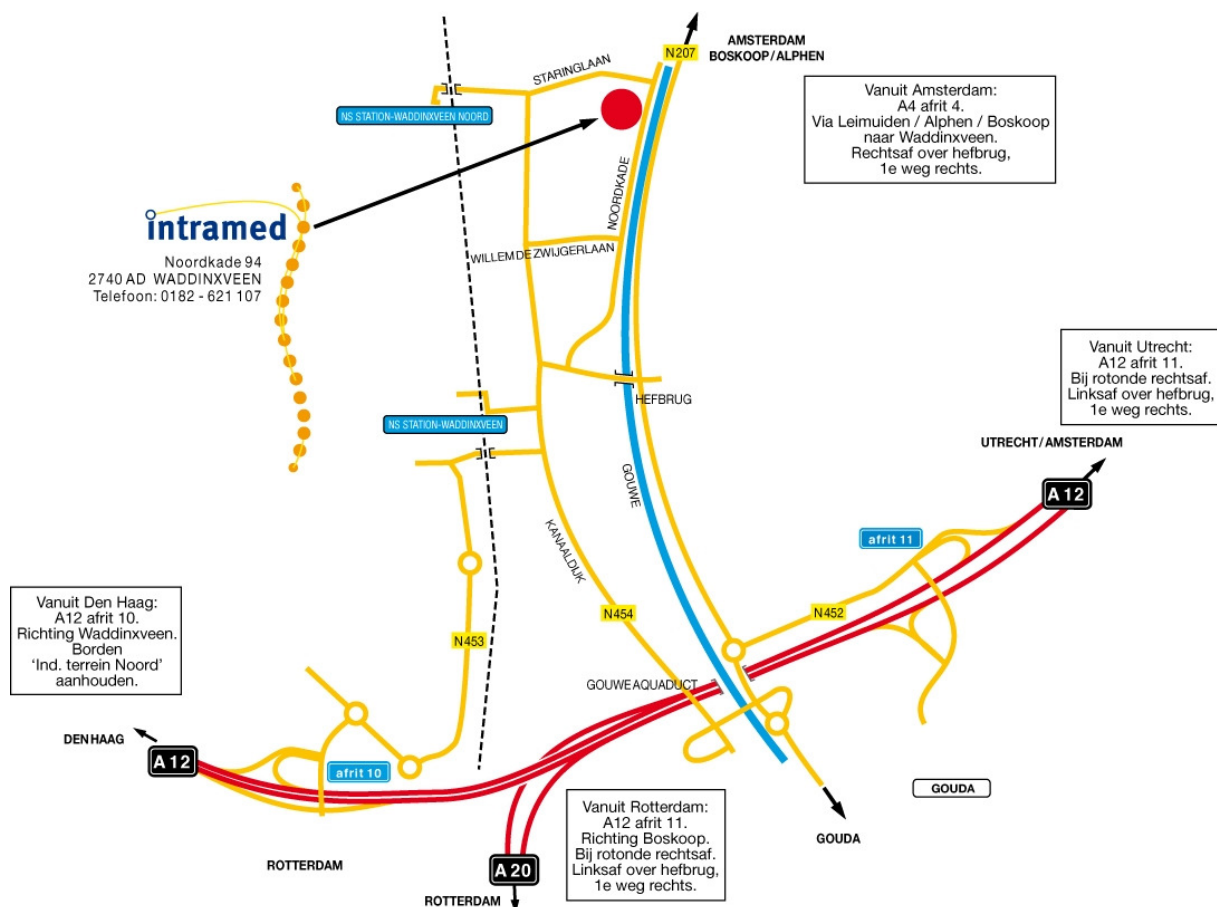 AMSTERDAM
BOSKOOP/ALPHEN
N207
STARINGLAAN
Vanuit Amsterdam:
A4 afrit 4.
Via Leimuiden / Alphen / Boskoop
naar Waddinxveen.
Rechtsaf over hefbrug,
1e weg rechts.
NS STATION-WADDINXVEEN NOORD
NOORDKADE
intramed
Noordkade 94
2740 AD WADDINXVEEN
Telefoon: 0182 - 621 107
WILLEM DE ZWIJGERLAAN
Vanuit Utrecht:
A12 afrit 11.
Bij rotonde rechtsaf.
Linksaf over hefbrug,
1e weg rechts.
HEFBRUG
NS STATION-WADDINXVEEN
UTRECHT/AMSTERDAM
A 12
GOUWE
KANAALDIJK
afrit 11
Vanuit Den Haag:
A12 afrit 10.
Richting Waddinxveen.
Borden
‘Ind. terrein Noord’
aanhouden.
N453
N454
N452
GOUWE AQUADUCT
DEN HAAG
A 12
afrit 10
GOUDA
Vanuit Rotterdam:
A12 afrit 11.
Richting Boskoop.
Bij rotonde rechtsaf.
Linksaf over hefbrug,
1e weg rechts.
GOUDA
ROTTERDAM
A 20
ROTTERDAM